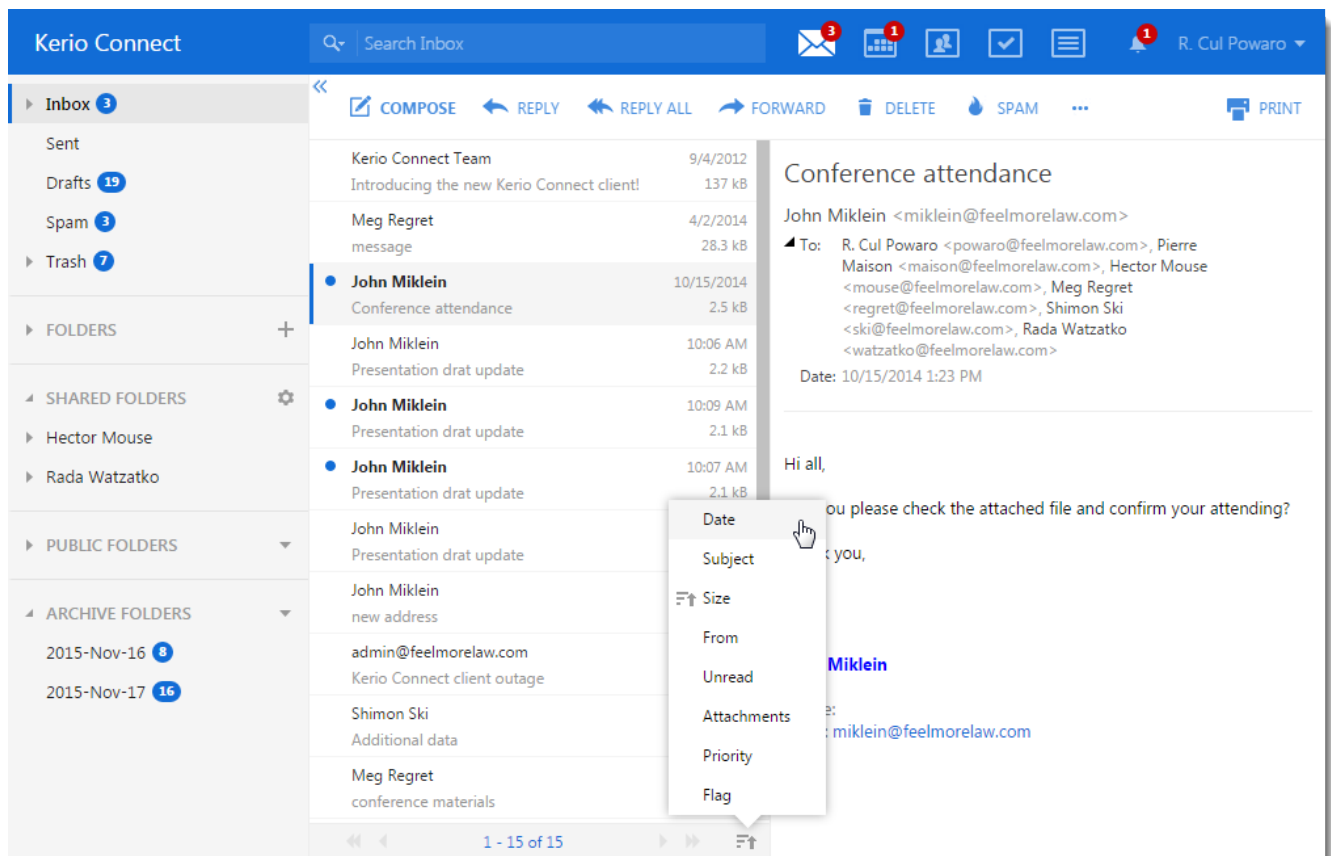 Kerio Connect
Search Inbox
3
1
1
R. Cul Powaro
Inbox 3
Sent
Drafts 19
Spam 3
Trash 7
FOLDERS
SHARED FOLDERS
Hector Mouse
Rada Watzatko
PUBLIC FOLDERS
ARCHIVE FOLDERS
2015-Nov-16 8
2015-Nov-17 16
COMPOSE REPLY REPLY ALL FORWARD DELETE SPAM ... PRINT
Kerio Connect Team 9/4/2012
Introducing the new Kerio Connect client! 137 kB
Meg Regret 4/2/2014
message 28.3 kB
John Miklein 10/15/2014
Conference attendance 2.5 kB
John Miklein 10:06 AM
Presentation drat update 2.2 kB
John Miklein 10:09 AM
Presentation drat update 2.1 kB
John Miklein 10:07 AM
Presentation drat update 2.1 kB
John Miklein
Presentation drat update
John Miklein
new address
admin@feelmorelaw.com
Kerio Connect client outage
Shimon Ski
Additional data
Meg Regret
conference materials
1 - 15 of 15
Date
Subject
Size
From
Unread
Attachments
Priority
Flag
Conference attendance
John Miklein <miklein@feelmorelaw.com>
To: R. Cul Powaro <powaro@feelmorelaw.com>, Pierre
Maison <maison@feelmorelaw.com>, Hector Mouse
<mouse@feelmorelaw.com>, Meg Regret
<regret@feelmorelaw.com>, Shimon Ski
<ski@feelmorelaw.com>, Rada Watzatko
<watzatko@feelmorelaw.com>
Date: 10/15/2014 1:23 PM
Hi all,
ou please check the attached file and confirm your attending?
you,
Miklein
e:
: miklein@feelmorelaw.com